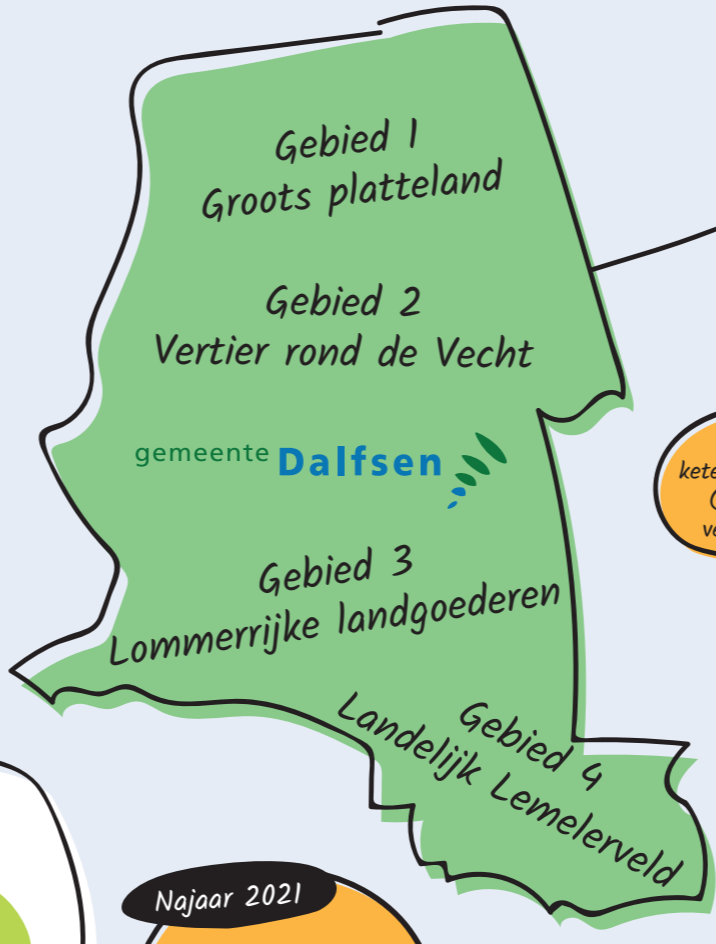 Gebied 1
Groots platteland
Gebied 2
Vertier rond de Vecht
gemeente Dalfsen
Gebied 3
Lommerrijke landgoederen
Gebied 4
Landelijk Lemelerveld
Najaar 2021